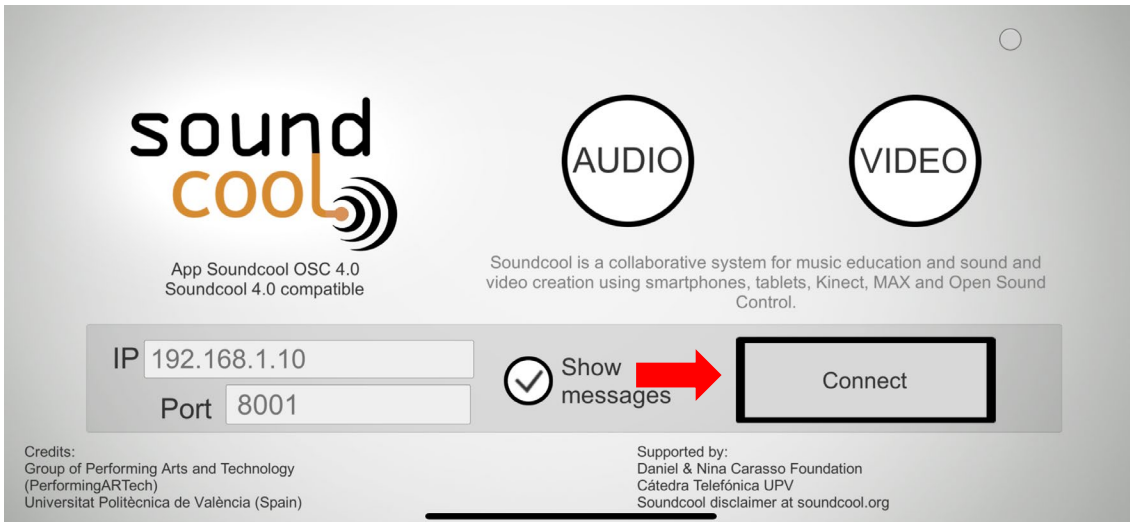 sound
cool
AUDIO
VIDEO
App Soundcool OSC 4.0
Soundcool 4.0 compatible
Soundcool is a collaborative system for music education and sound and
video creation using smartphones, tablets, Kinect, MAX and Open Sound
Control.
IP 192.168.1.10
Port 8001
Show
messages
Connect
Credits:
Group of Performing Arts and Technology
(PerformingARTech)
Universitat Politècnica de València (Spain)
Supported by:
Daniel & Nina Carasso Foundation
Cátedra Telefónica UPV
Soundcool disclaimer at soundcool.org